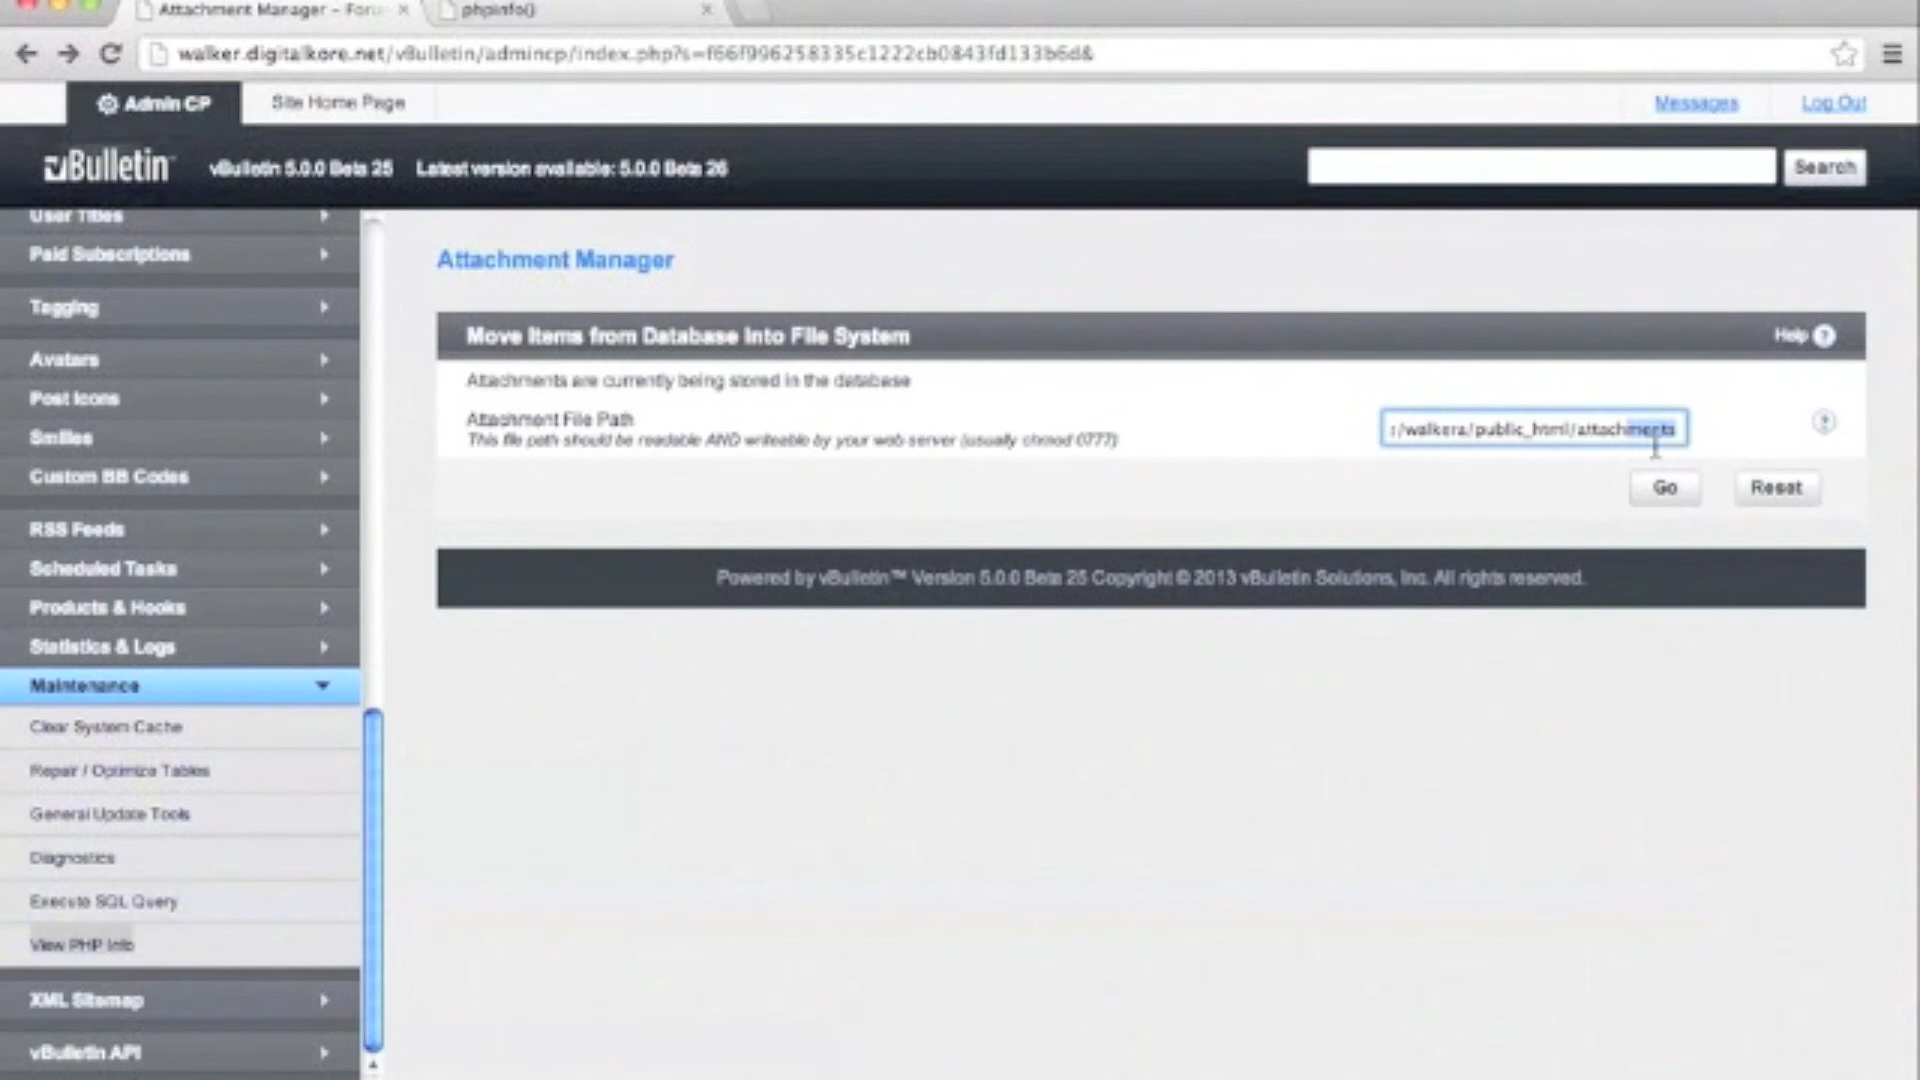 Attachment Manager – Foru
phpinfo()
walker.digitalkore.net/vBulletin/admincp/index.php?s=f66f996258335c1222cb0843fd133b6d&
Admin CP
Site Home Page
Messages
Log Out
vBulletin
vBulletin 5.0.0 Beta 25
Latest version available: 5.0.0 Beta 26
Search
User Titles
Paid Subscriptions
Tagging
Avatars
Post Icons
Smilies
Custom BB Codes
RSS Feeds
Scheduled Tasks
Products & Hooks
Statistics & Logs
Maintenance
Clear System Cache
Repair / Optimize Tables
General Update Tools
Diagnostics
Execute SQL Query
View PHP Info
XML Sitemap
vBulletin API
Attachment Manager
Move Items from Database Into File System
Help ?
Attachments are currently being stored in the database
Attachment File Path
This file path should be readable AND writeable by your web server (usually chmod 0777)
/walkera/public_html/attachments
Go
Reset
Powered by vBulletin™ Version 5.0.0 Beta 25 Copyright © 2013 vBulletin Solutions, Inc. All rights reserved.